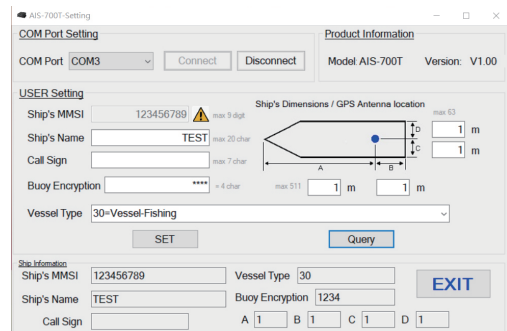 AIS-700T-Setting
COM Port Setting
Product Information
COM Port COM3 Connect Disconnect Model AIS-700T Version: V1.00
USER Setting
Ship's Dimensions / GPS Antenna location
Ship's MMSI 123456789 max 9 digit max 63
Ship's Name TEST max 20 char D 1 m
Call Sign max 7 char C 1 m
A B
Buoy Encryption **** = 4 char max 511 1 m 1 m
Vessel Type 30=Vessel-Fishing
SET Query
Ship Information
Ship's MMSI 123456789 Vessel Type 30
Ship's Name TEST Buoy Encryption 1234 EXIT
Call Sign A 1 B 1 C 1 D 1